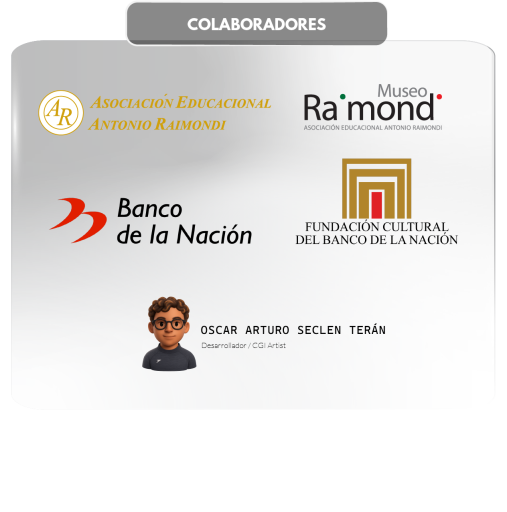 COLABORADORES
AR
ASOCIACIÓN EDUCACIONAL
ANTONIO RAIMONDI
Museo
Raimondi
ASOCIACIÓN EDUCACIONAL ANTONIO RAIMONDI
Banco
de la Nación
FUNDACIÓN CULTURAL
DEL BANCO DE LA NACIÓN
OSCAR ARTURO SECLEN TERÁN
Desarrollador / CGI Artist